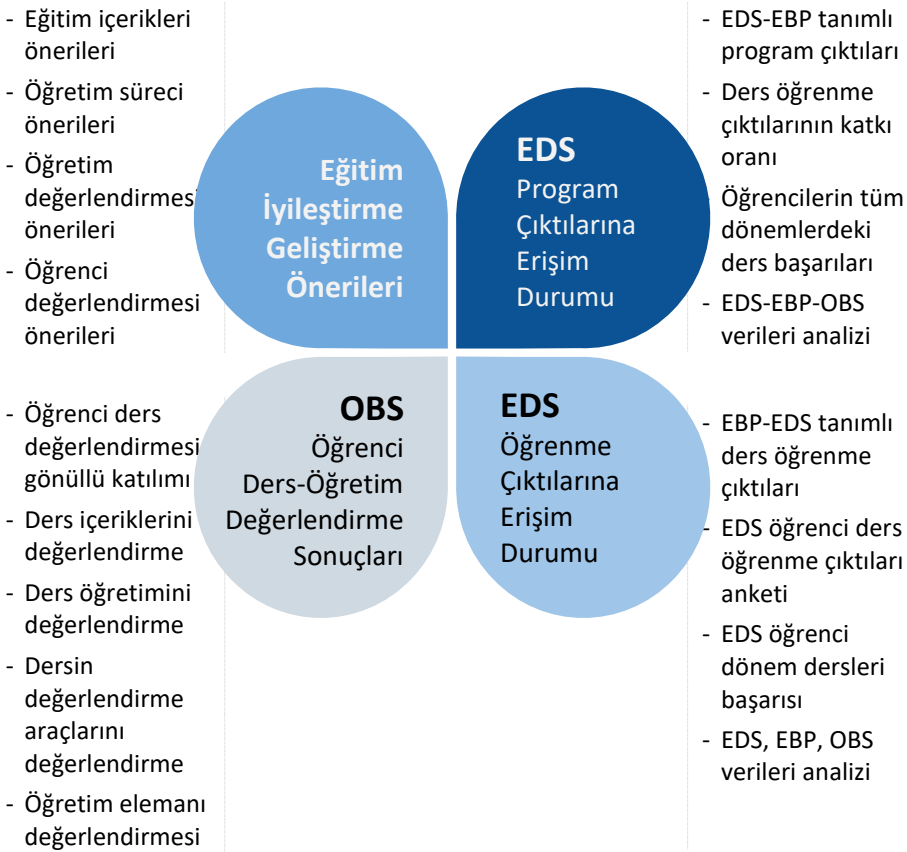 - Eğitim içerikleri
önerileri
- Öğretim süreci
önerileri
- Öğretim
değerlendirmesi
önerileri
- Öğrenci
değerlendirmesi
önerileri
Eğitim
İyileştirme
Geliştirme
Önerileri
EDS
Program
Çıktılarına
Erişim
Durumu
- EDS-EBP tanımlı
program çıktıları
- Ders öğrenme
çıktılarının katkı
oranı
Öğrencilerin tüm
dönemlerdeki
ders başarıları
- EDS-EBP-OBS
verileri analizi
- Öğrenci ders
değerlendirmesi
gönüllü katılımı
- Ders içeriklerini
değerlendirme
- Ders öğretimini
değerlendirme
- Dersin
değerlendirme
araçlarını
değerlendirme
- Öğretim elemanı
değerlendirmesi
OBS
Öğrenci
Ders-Öğretim
Değerlendirme
Sonuçları
EDS
Öğrenme
Çıktılarına
Erişim
Durumu
- EBP-EDS tanımlı
ders öğrenme
çıktıları
- EDS öğrenci ders
öğrenme çıktıları
anketi
- EDS öğrenci
dönem dersleri
başarısı
- EDS, EBP, OBS
verileri analizi